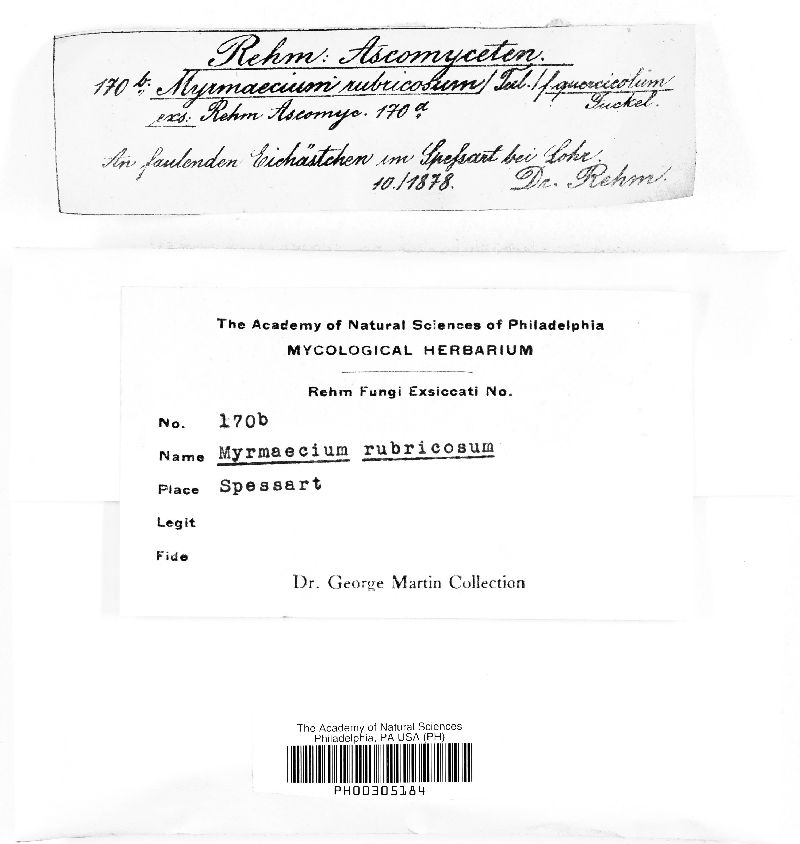 Rehm: Ascomyceten.
170 b. Myrmaecium rubricosum /Tul./ f. quercicolum
Fuckel.
exs: Rehm Ascomyc. 170 a.
An faulenden Eichästchen im Speſsart bei Lohr.
10./1878. Dr. Rehm.
The Academy of Natural Sciences of Philadelphia
MYCOLOGICAL HERBARIUM
Rehm Fungi Exsiccati No.
No. 170b
Name Myrmaecium rubricosum
Place Spessart
Legit
Fide
Dr. George Martin Collection
The Academy of Natural Sciences
Philadelphia, PA USA (PH)
PH00305184